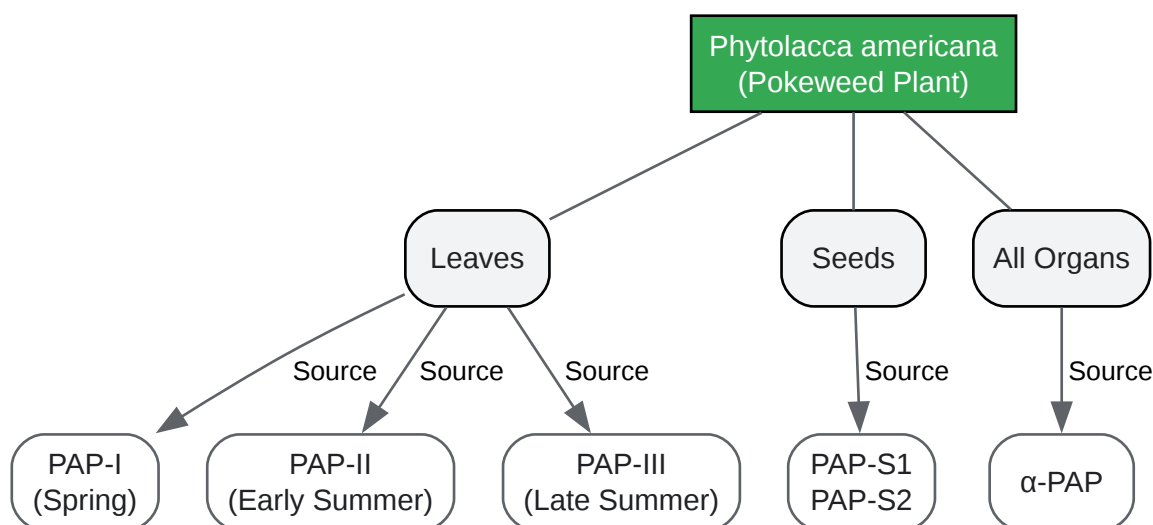 Phytolacca americana
(Pokeweed Plant)
Leaves
Seeds
All Organs
Source
Source
Source
Source
Source
PAP-I
(Spring)
PAP-II
(Early Summer)
PAP-III
(Late Summer)
PAP-S1
PAP-S2
α-PAP